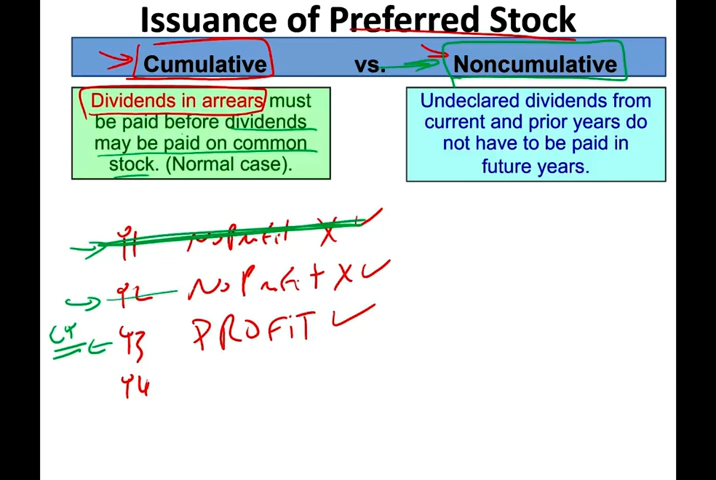 Issuance of Preferred Stock
Cumulative vs. Noncumulative
Dividends in arrears must
be paid before dividends
may be paid on common
stock. (Normal case).
Undeclared dividends from
current and prior years do
not have to be paid in
future years.
Y1 No Profit X ✓
Y2 No Profit X ✓
CY Y3 PROFiT ✓
Y4